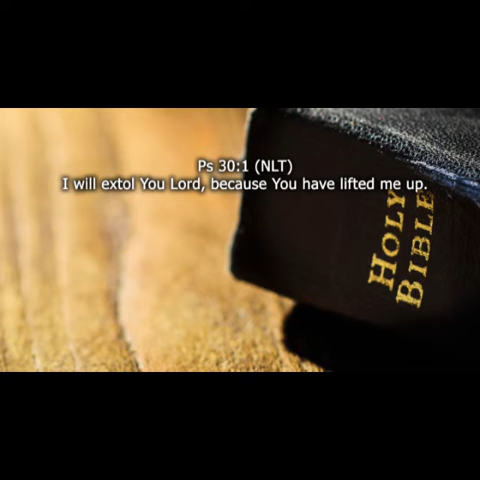 Ps 30:1 (NLT)
I will extol You Lord, because You have lifted me up.
HOLY
BIBLE